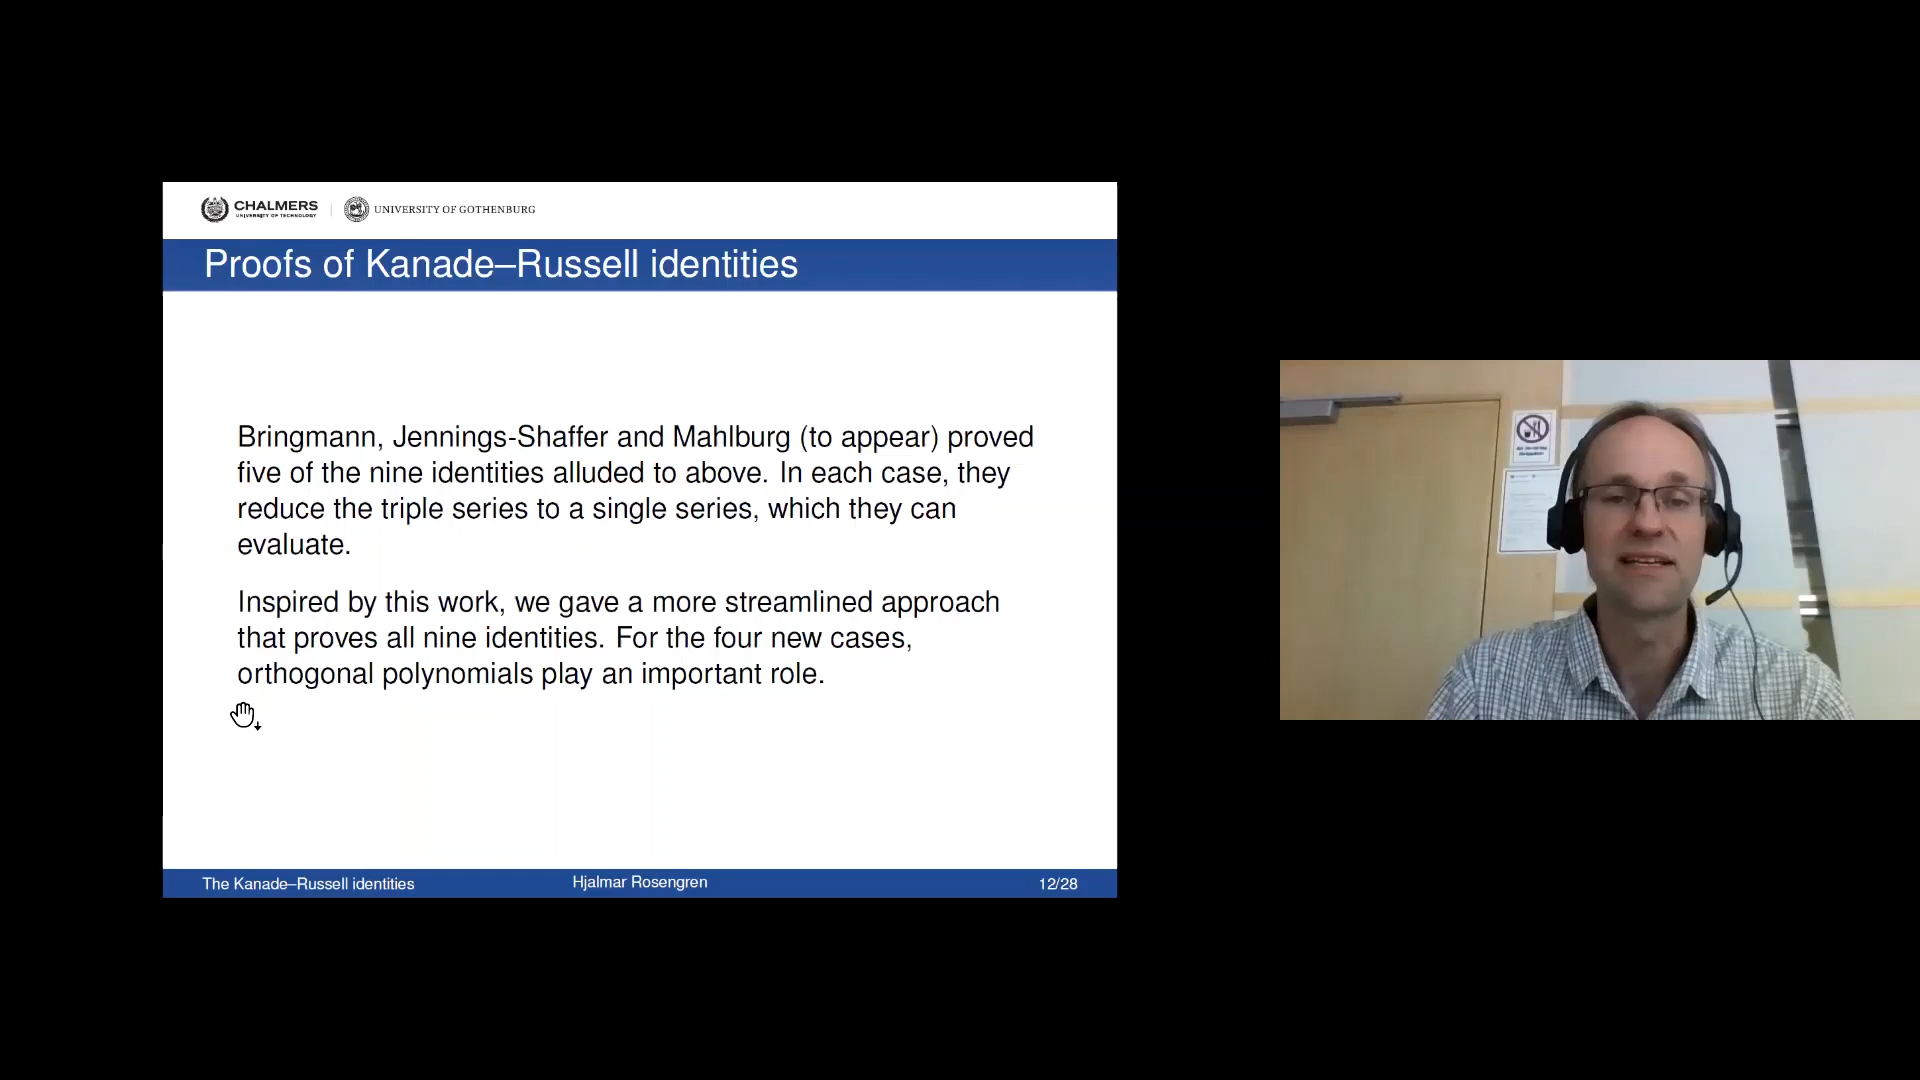 CHALMERS
UNIVERSITY OF TECHNOLOGY
UNIVERSITY OF GOTHENBURG
Proofs of Kanade–Russell identities
Bringmann, Jennings-Shaffer and Mahlburg (to appear) proved
five of the nine identities alluded to above. In each case, they
reduce the triple series to a single series, which they can
evaluate.
Inspired by this work, we gave a more streamlined approach
that proves all nine identities. For the four new cases,
orthogonal polynomials play an important role.
The Kanade–Russell identities
Hjalmar Rosengren
12/28